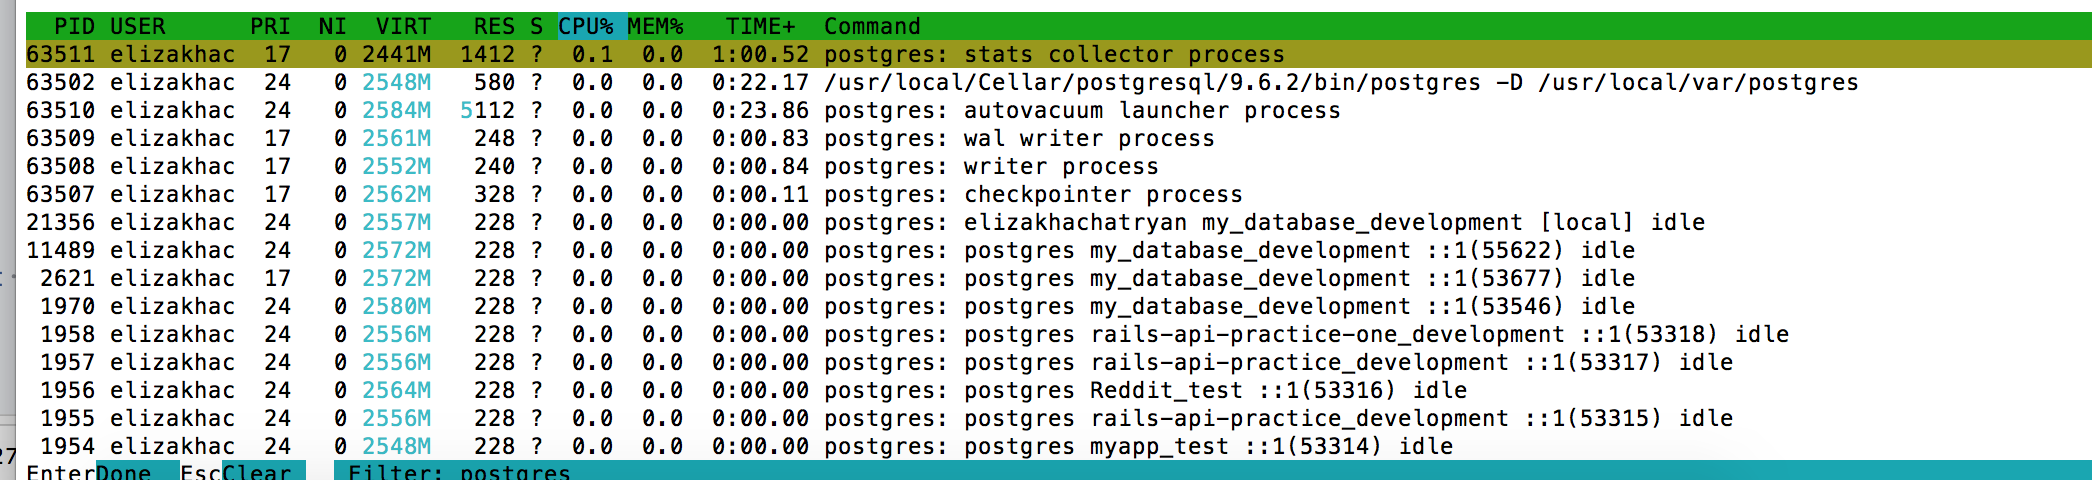 PID USER PRI NI VIRT RES S CPU% MEM% TIME+ Command
63511 elizakhac 17 0 2441M 1412 ? 0.1 0.0 1:00.52 postgres: stats collector process
63502 elizakhac 24 0 2548M 580 ? 0.0 0.0 0:22.17 /usr/local/Cellar/postgresql/9.6.2/bin/postgres -D /usr/local/var/postgres
63510 elizakhac 24 0 2584M 5112 ? 0.0 0.0 0:23.86 postgres: autovacuum launcher process
63509 elizakhac 17 0 2561M 248 ? 0.0 0.0 0:00.83 postgres: wal writer process
63508 elizakhac 17 0 2552M 240 ? 0.0 0.0 0:00.84 postgres: writer process
63507 elizakhac 17 0 2562M 328 ? 0.0 0.0 0:00.11 postgres: checkpointer process
21356 elizakhac 24 0 2557M 228 ? 0.0 0.0 0:00.00 postgres: elizakhachatryan my_database_development [local] idle
11489 elizakhac 24 0 2572M 228 ? 0.0 0.0 0:00.00 postgres: postgres my_database_development ::1(55622) idle
2621 elizakhac 17 0 2572M 228 ? 0.0 0.0 0:00.00 postgres: postgres my_database_development ::1(53677) idle
1970 elizakhac 24 0 2580M 228 ? 0.0 0.0 0:00.00 postgres: postgres my_database_development ::1(53546) idle
1958 elizakhac 24 0 2556M 228 ? 0.0 0.0 0:00.00 postgres: postgres rails-api-practice-one_development ::1(53318) idle
1957 elizakhac 24 0 2556M 228 ? 0.0 0.0 0:00.00 postgres: postgres rails-api-practice_development ::1(53317) idle
1956 elizakhac 24 0 2564M 228 ? 0.0 0.0 0:00.00 postgres: postgres Reddit_test ::1(53316) idle
1955 elizakhac 24 0 2556M 228 ? 0.0 0.0 0:00.00 postgres: postgres rails-api-practice_development ::1(53315) idle
1954 elizakhac 24 0 2548M 228 ? 0.0 0.0 0:00.00 postgres: postgres myapp_test ::1(53314) idle
27
EnterDone EscClear Filter: postgres